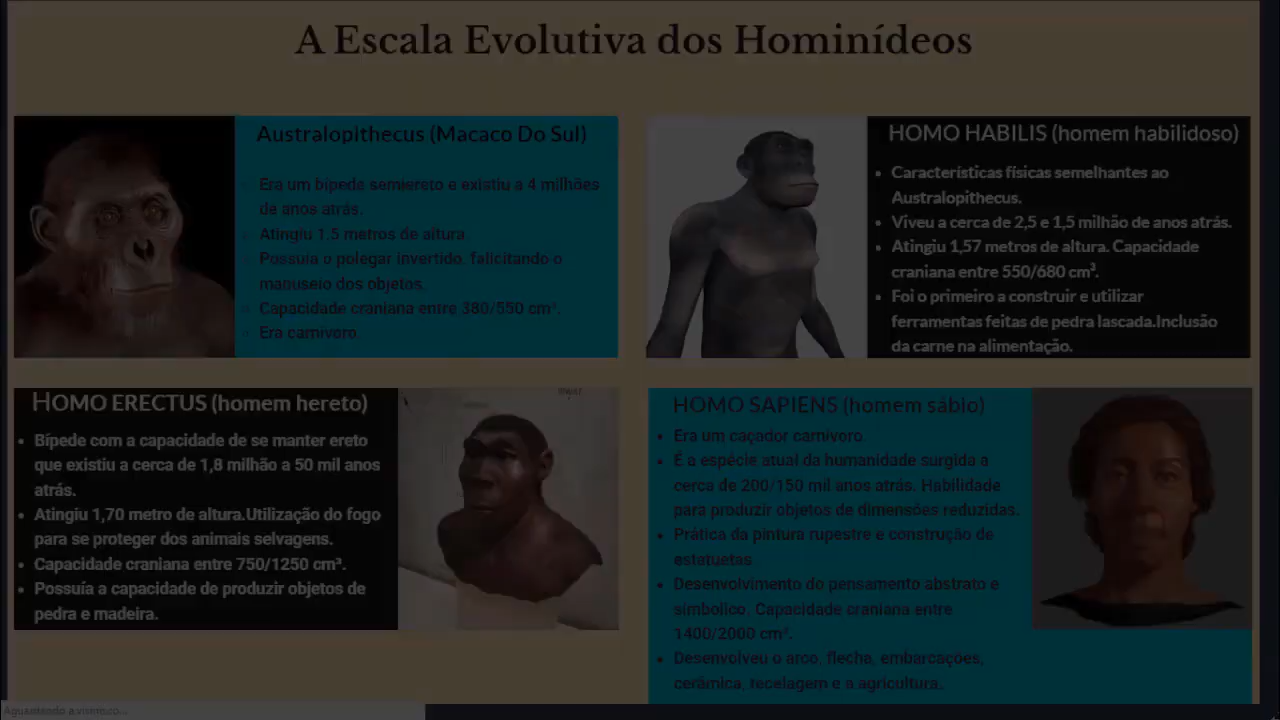 A Escala Evolutiva dos Hominídeos
Australopithecus (Macaco Do Sul)
Era um bípede semiereto e existiu a 4 milhões
de anos atrás.
Atingiu 1.5 metros de altura.
Possuía o polegar invertido, falicitando o
manuseio dos objetos.
Capacidade craniana entre 380/550 cm³.
Era carnívoro.
HOMO HABILIS (homem habilidoso)
Características físicas semelhantes ao
Australopithecus.
Viveu a cerca de 2,5 e 1,5 milhão de anos atrás.
Atingiu 1,57 metros de altura. Capacidade
craniana entre 550/680 cm³.
Foi o primeiro a construir e utilizar
ferramentas feitas de pedra lascada.Inclusão
da carne na alimentação.
HOMO ERECTUS (homem hereto)
Bípede com a capacidade de se manter ereto
que existiu a cerca de 1,8 milhão a 50 mil anos
atrás.
Atingiu 1,70 metro de altura.Utilização do fogo
para se proteger dos animais selvagens.
Capacidade craniana entre 750/1250 cm³.
Possuía a capacidade de produzir objetos de
pedra e madeira.
HOMO SAPIENS (homem sábio)
Era um caçador carnívoro.
É a espécie atual da humanidade surgida a
cerca de 200/150 mil anos atrás. Habilidade
para produzir objetos de dimensões reduzidas.
Prática da pintura rupestre e construção de
estatuetas
Desenvolvimento do pensamento abstrato e
símbolico. Capacidade craniana entre
1400/2000 cm³.
Desenvolveu o arco, flecha, embarcações,
cerâmica, tecelagem e a agricultura.